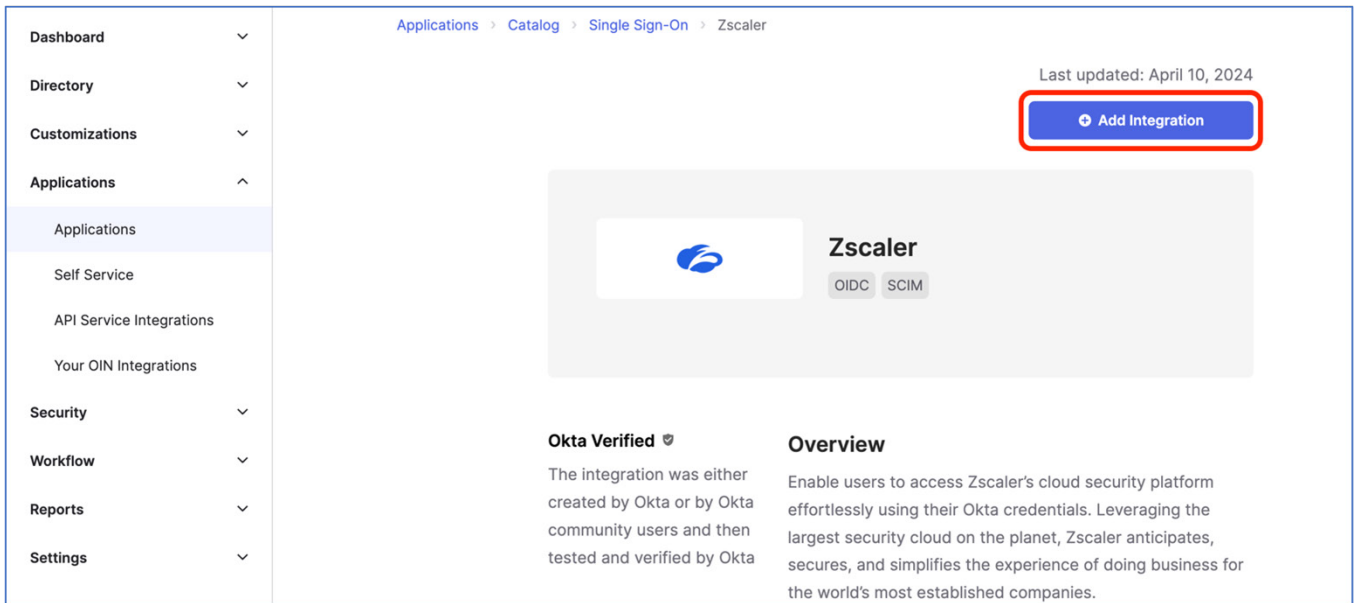 Dashboard
Directory
Customizations
Applications
Applications
Self Service
API Service Integrations
Your OIN Integrations
Security
Workflow
Reports
Settings
Applications > Catalog > Single Sign-On > Zscaler
Last updated: April 10, 2024
Add Integration
Zscaler
OIDC SCIM
Okta Verified
The integration was either
created by Okta or by Okta
community users and then
tested and verified by Okta
Overview
Enable users to access Zscaler’s cloud security platform
effortlessly using their Okta credentials. Leveraging the
largest security cloud on the planet, Zscaler anticipates,
secures, and simplifies the experience of doing business for
the world’s most established companies.